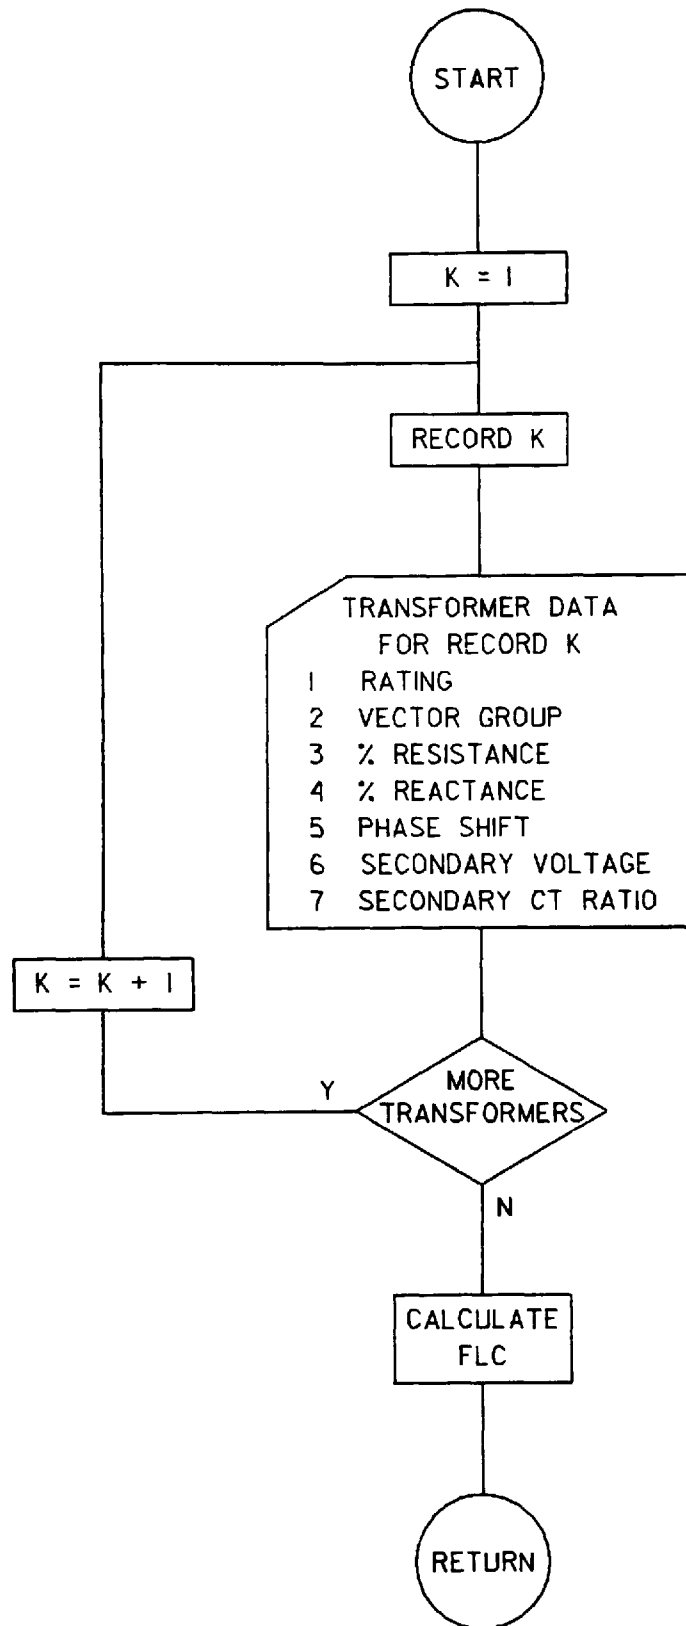 START
K = 1
RECORD K
TRANSFORMER DATA
FOR RECORD K
1 RATING
2 VECTOR GROUP
3 % RESISTANCE
4 % REACTANCE
5 PHASE SHIFT
6 SECONDARY VOLTAGE
7 SECONDARY CT RATIO
K = K + 1
Y
MORE
TRANSFORMERS
N
CALCULATE
FLC
RETURN